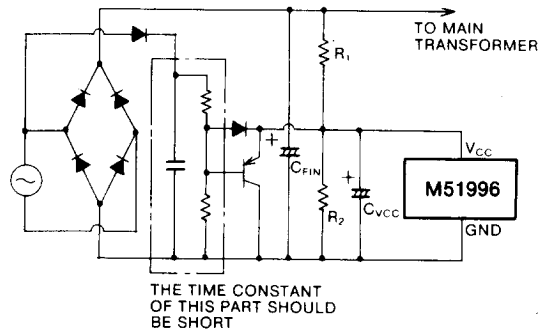 TO MAIN
TRANSFORMER
R1
+
CFIN
R2
+
CVCC
VCC
M51996
GND
THE TIME CONSTANT
OF THIS PART SHOULD
BE SHORT